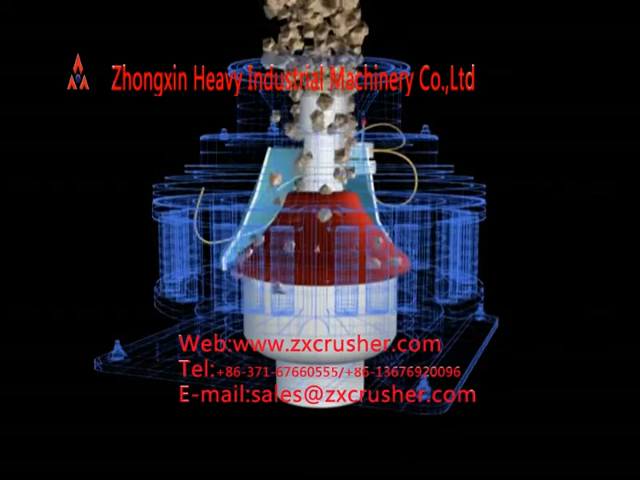 Zhongxin Heavy Industrial Machinery Co.,Ltd
Web:www.zxcrusher.com
Tel:+86-371-67660555/+86-13676920096
E-mail:sales@zxcrusher.com